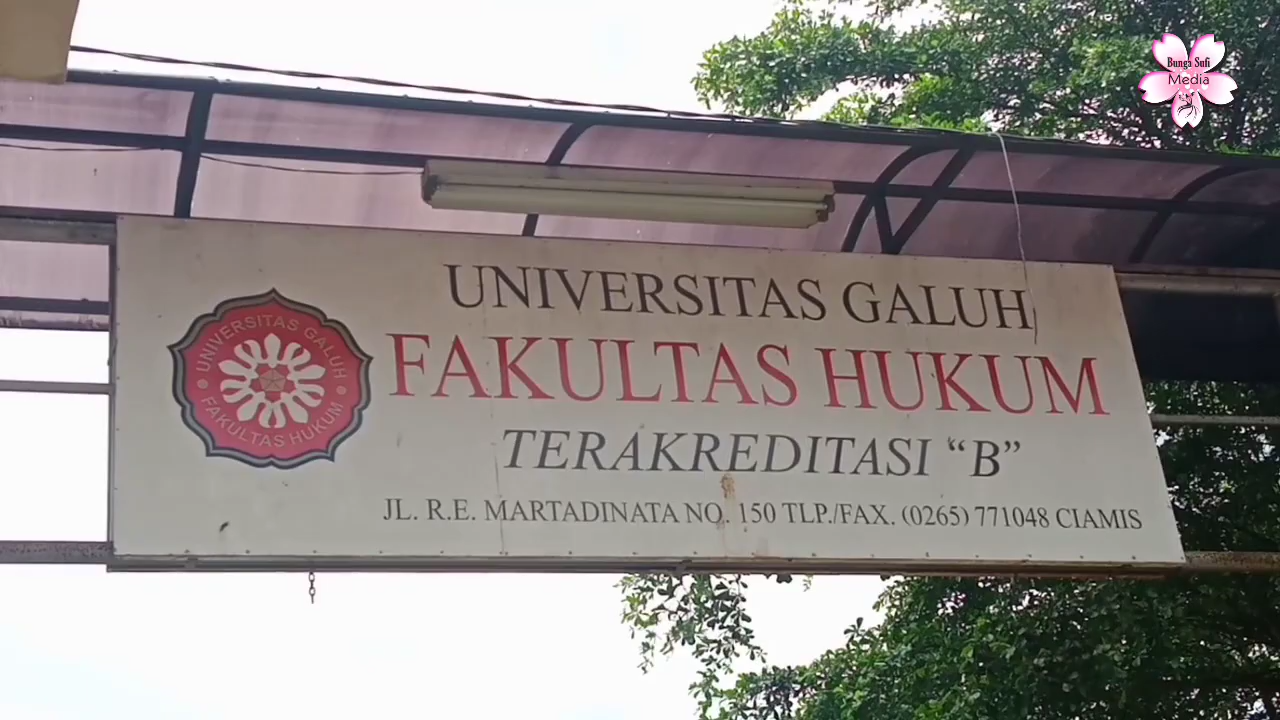 Bunga Sufi
Media
UNIVERSITAS GALUH
FAKULTAS HUKUM
TERAKREDITASI “B”
JL. R.E. MARTADINATA NO. 150 TLP./FAX. (0265) 771048 CIAMIS
UNIVERSITAS GALUH
FAKULTAS HUKUM